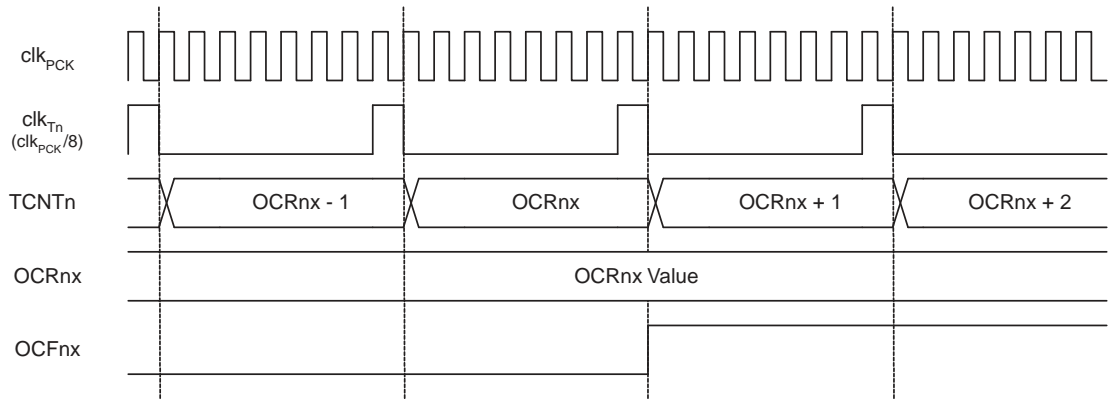 clkPCK
clkTn
(clkPCK/8)
TCNTn
OCRnx - 1
OCRnx
OCRnx + 1
OCRnx + 2
OCRnx
OCRnx Value
OCFnx